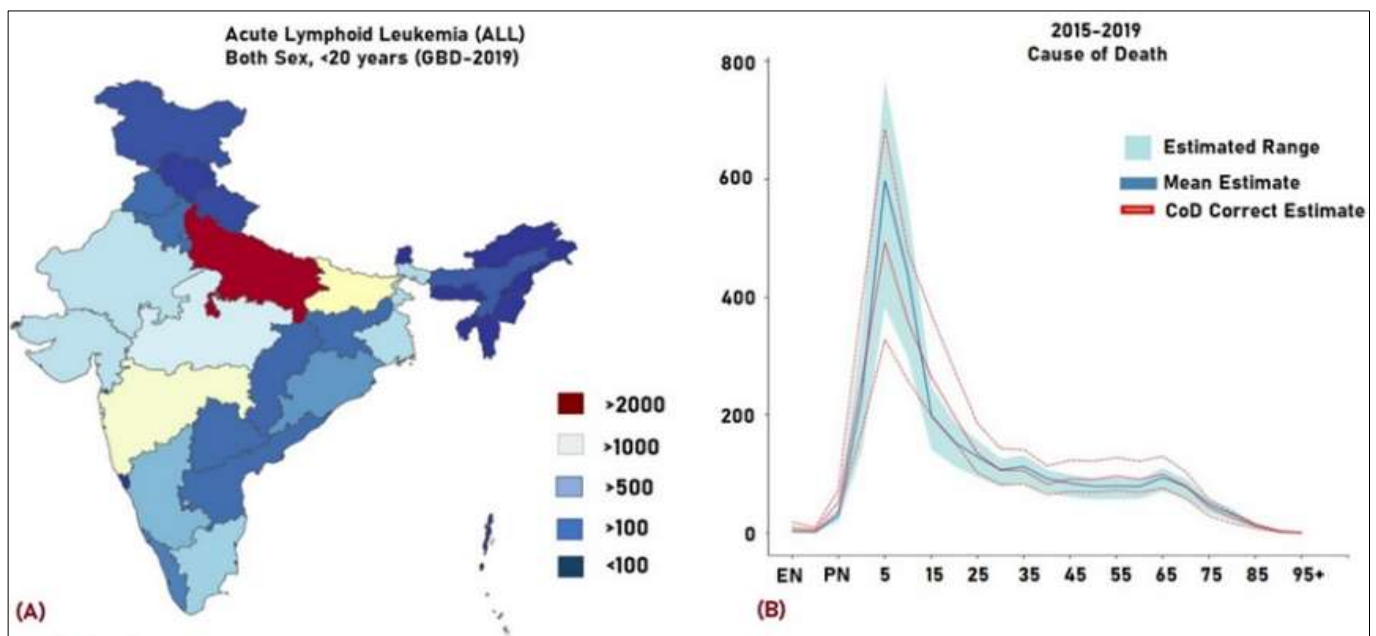 Acute Lymphoid Leukemia (ALL)
Both Sex, <20 years (GBD-2019)
>2000
>1000
>500
>100
<100
(A)
2015-2019
Cause of Death
800
600
400
200
0
Estimated Range
Mean Estimate
CoD Correct Estimate
EN PN 5 15 25 35 45 55 65 75 85 95+
(B)